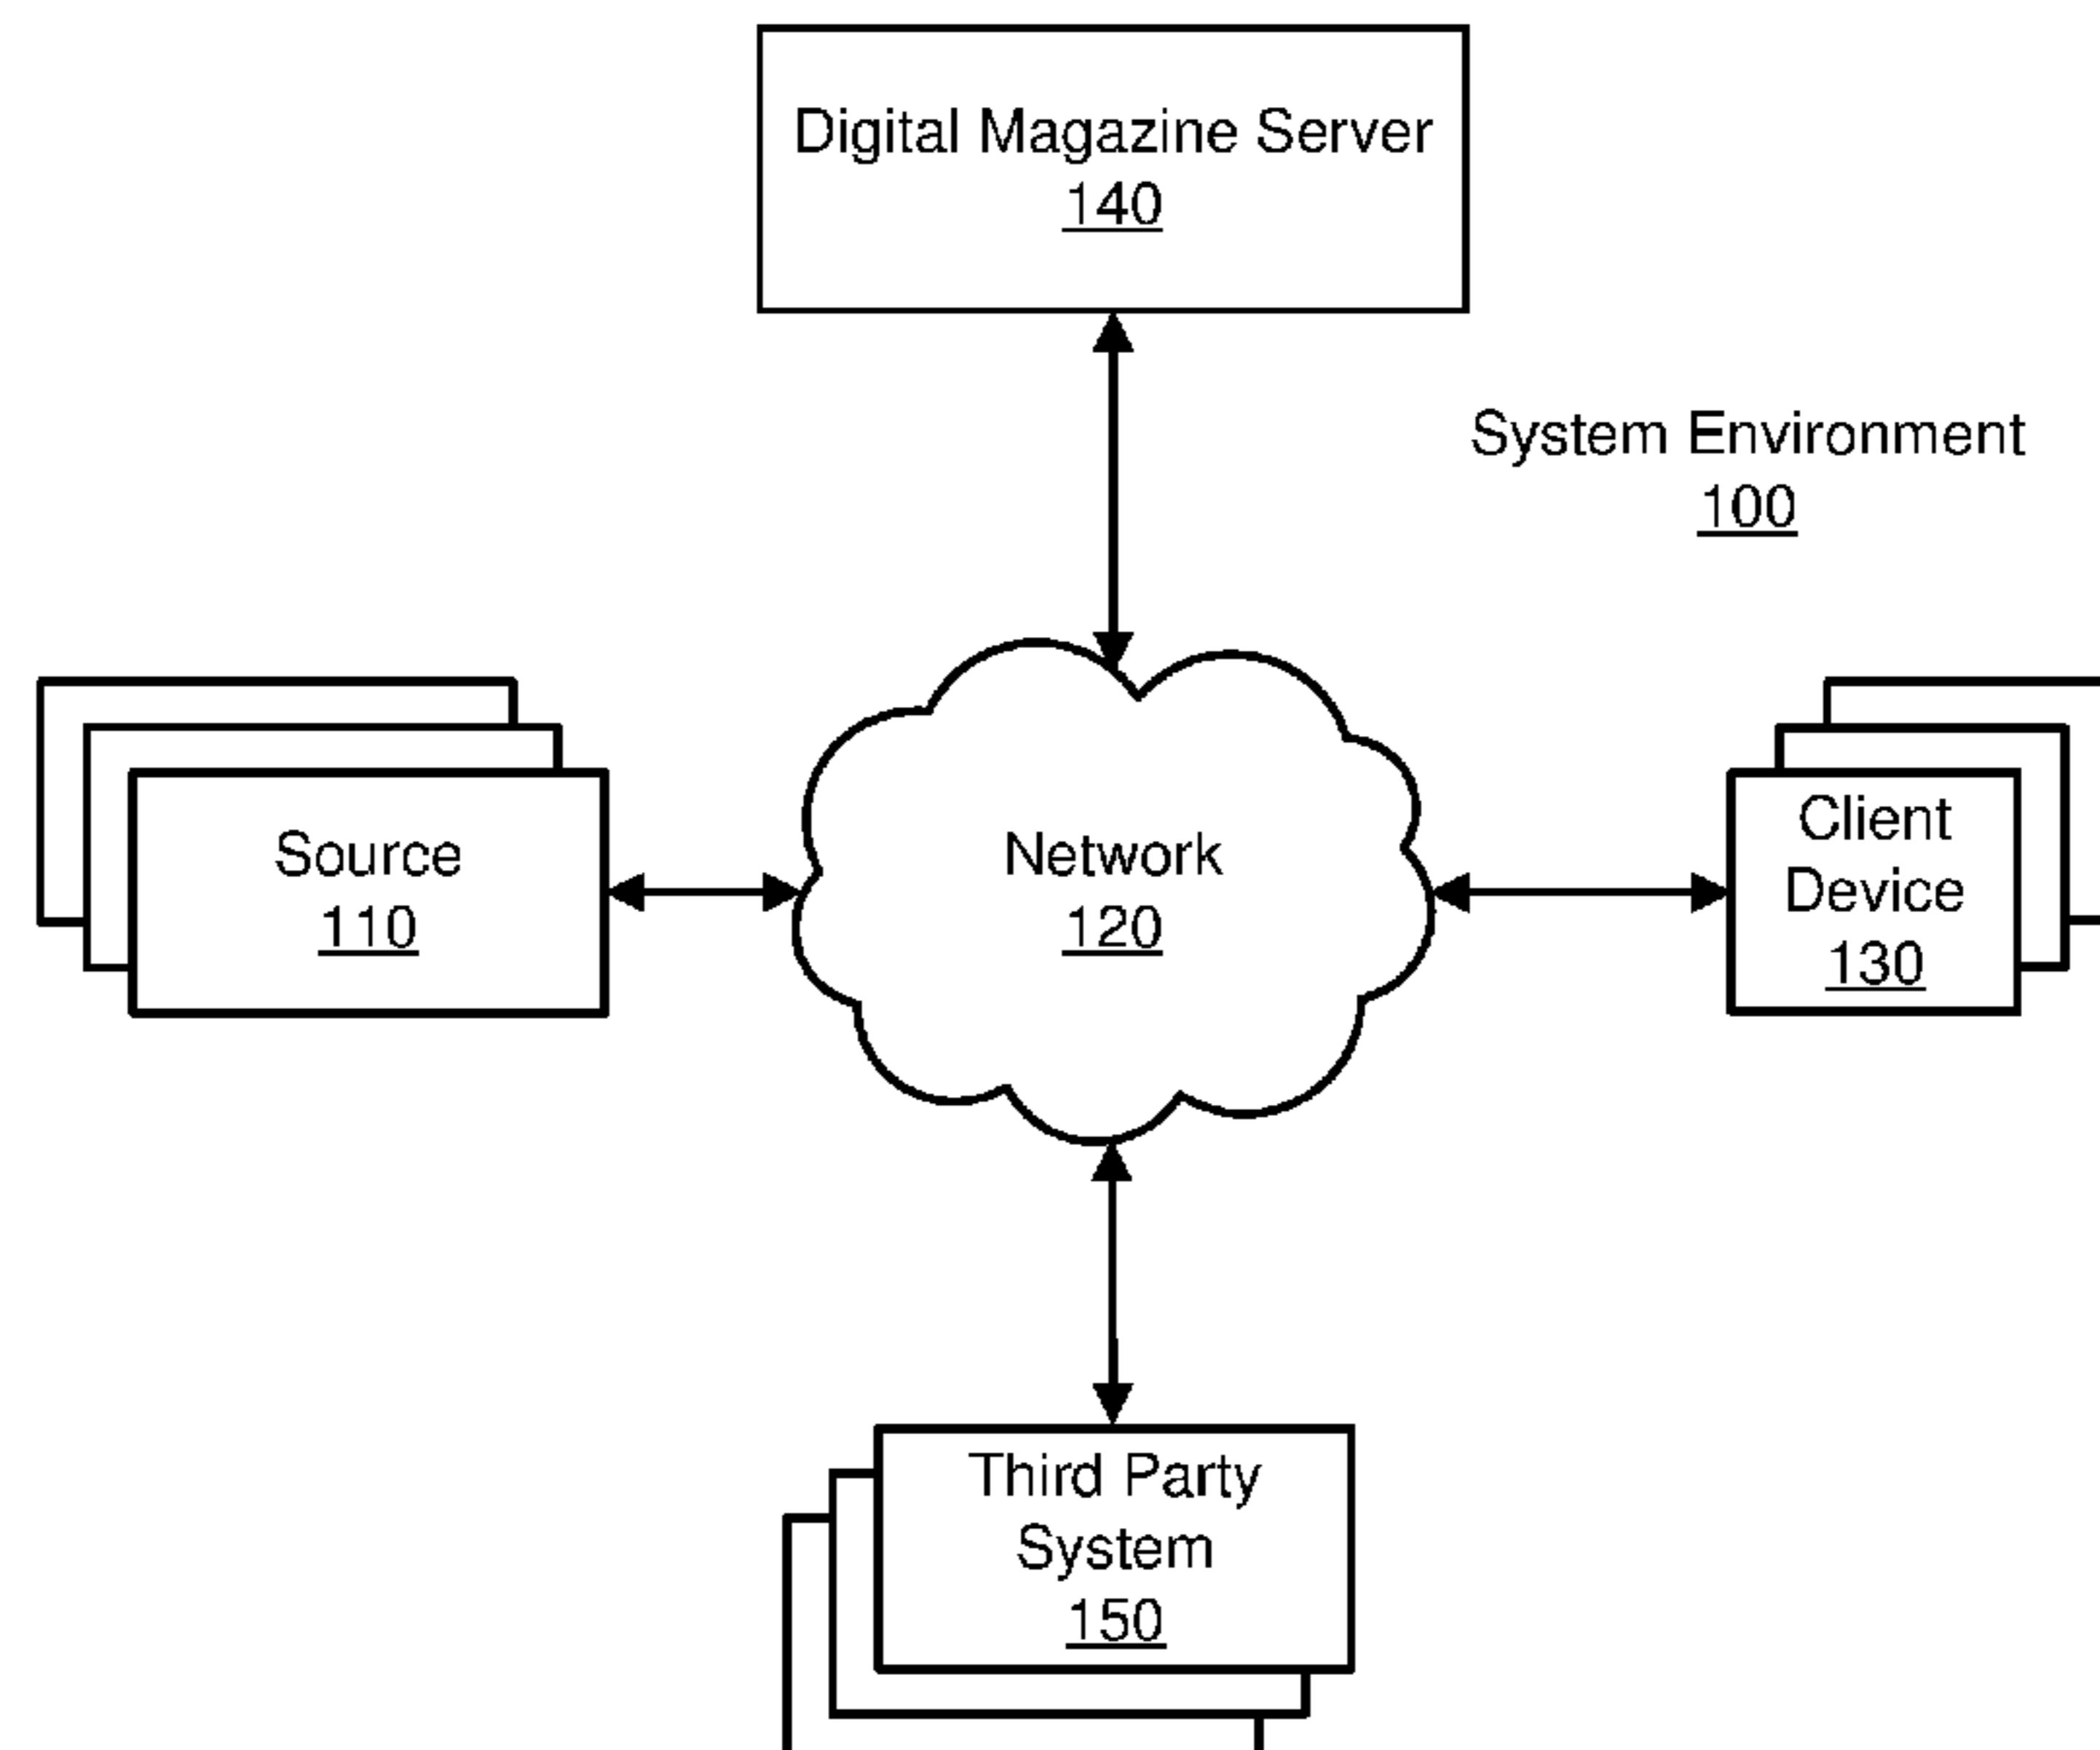 Digital Magazine Server
140
System Environment
100
Source
110
Network
120
Client
Device
130
Third Party
System
150